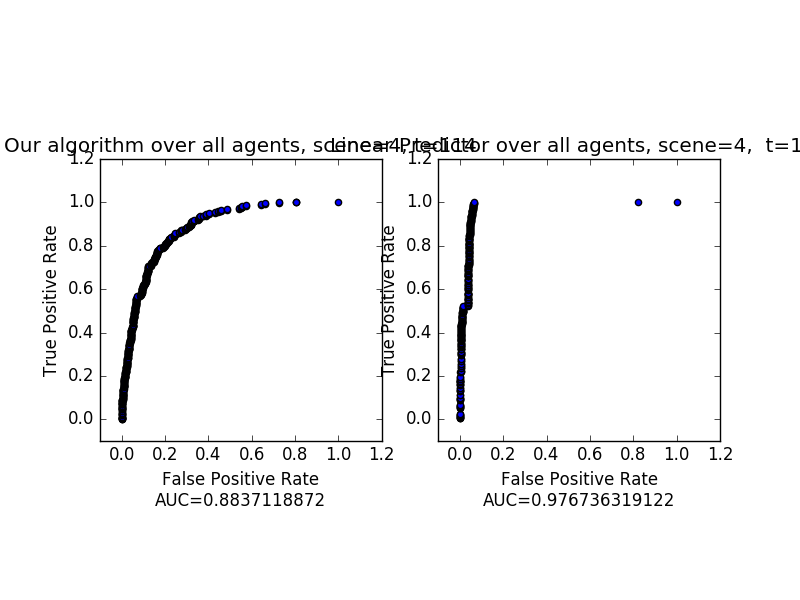 Our algorithm over all agents, scene=4, t=114
Linear Predictor over all agents, scene=4,  t=1
1.2
1.0
0.8
0.6
0.4
0.2
0.0
True Positive Rate
0.0 0.2 0.4 0.6 0.8 1.0 1.2
False Positive Rate
AUC=0.8837118872
1.2
1.0
0.8
0.6
0.4
0.2
0.0
True Positive Rate
0.0 0.2 0.4 0.6 0.8 1.0 1.2
False Positive Rate
AUC=0.976736319122